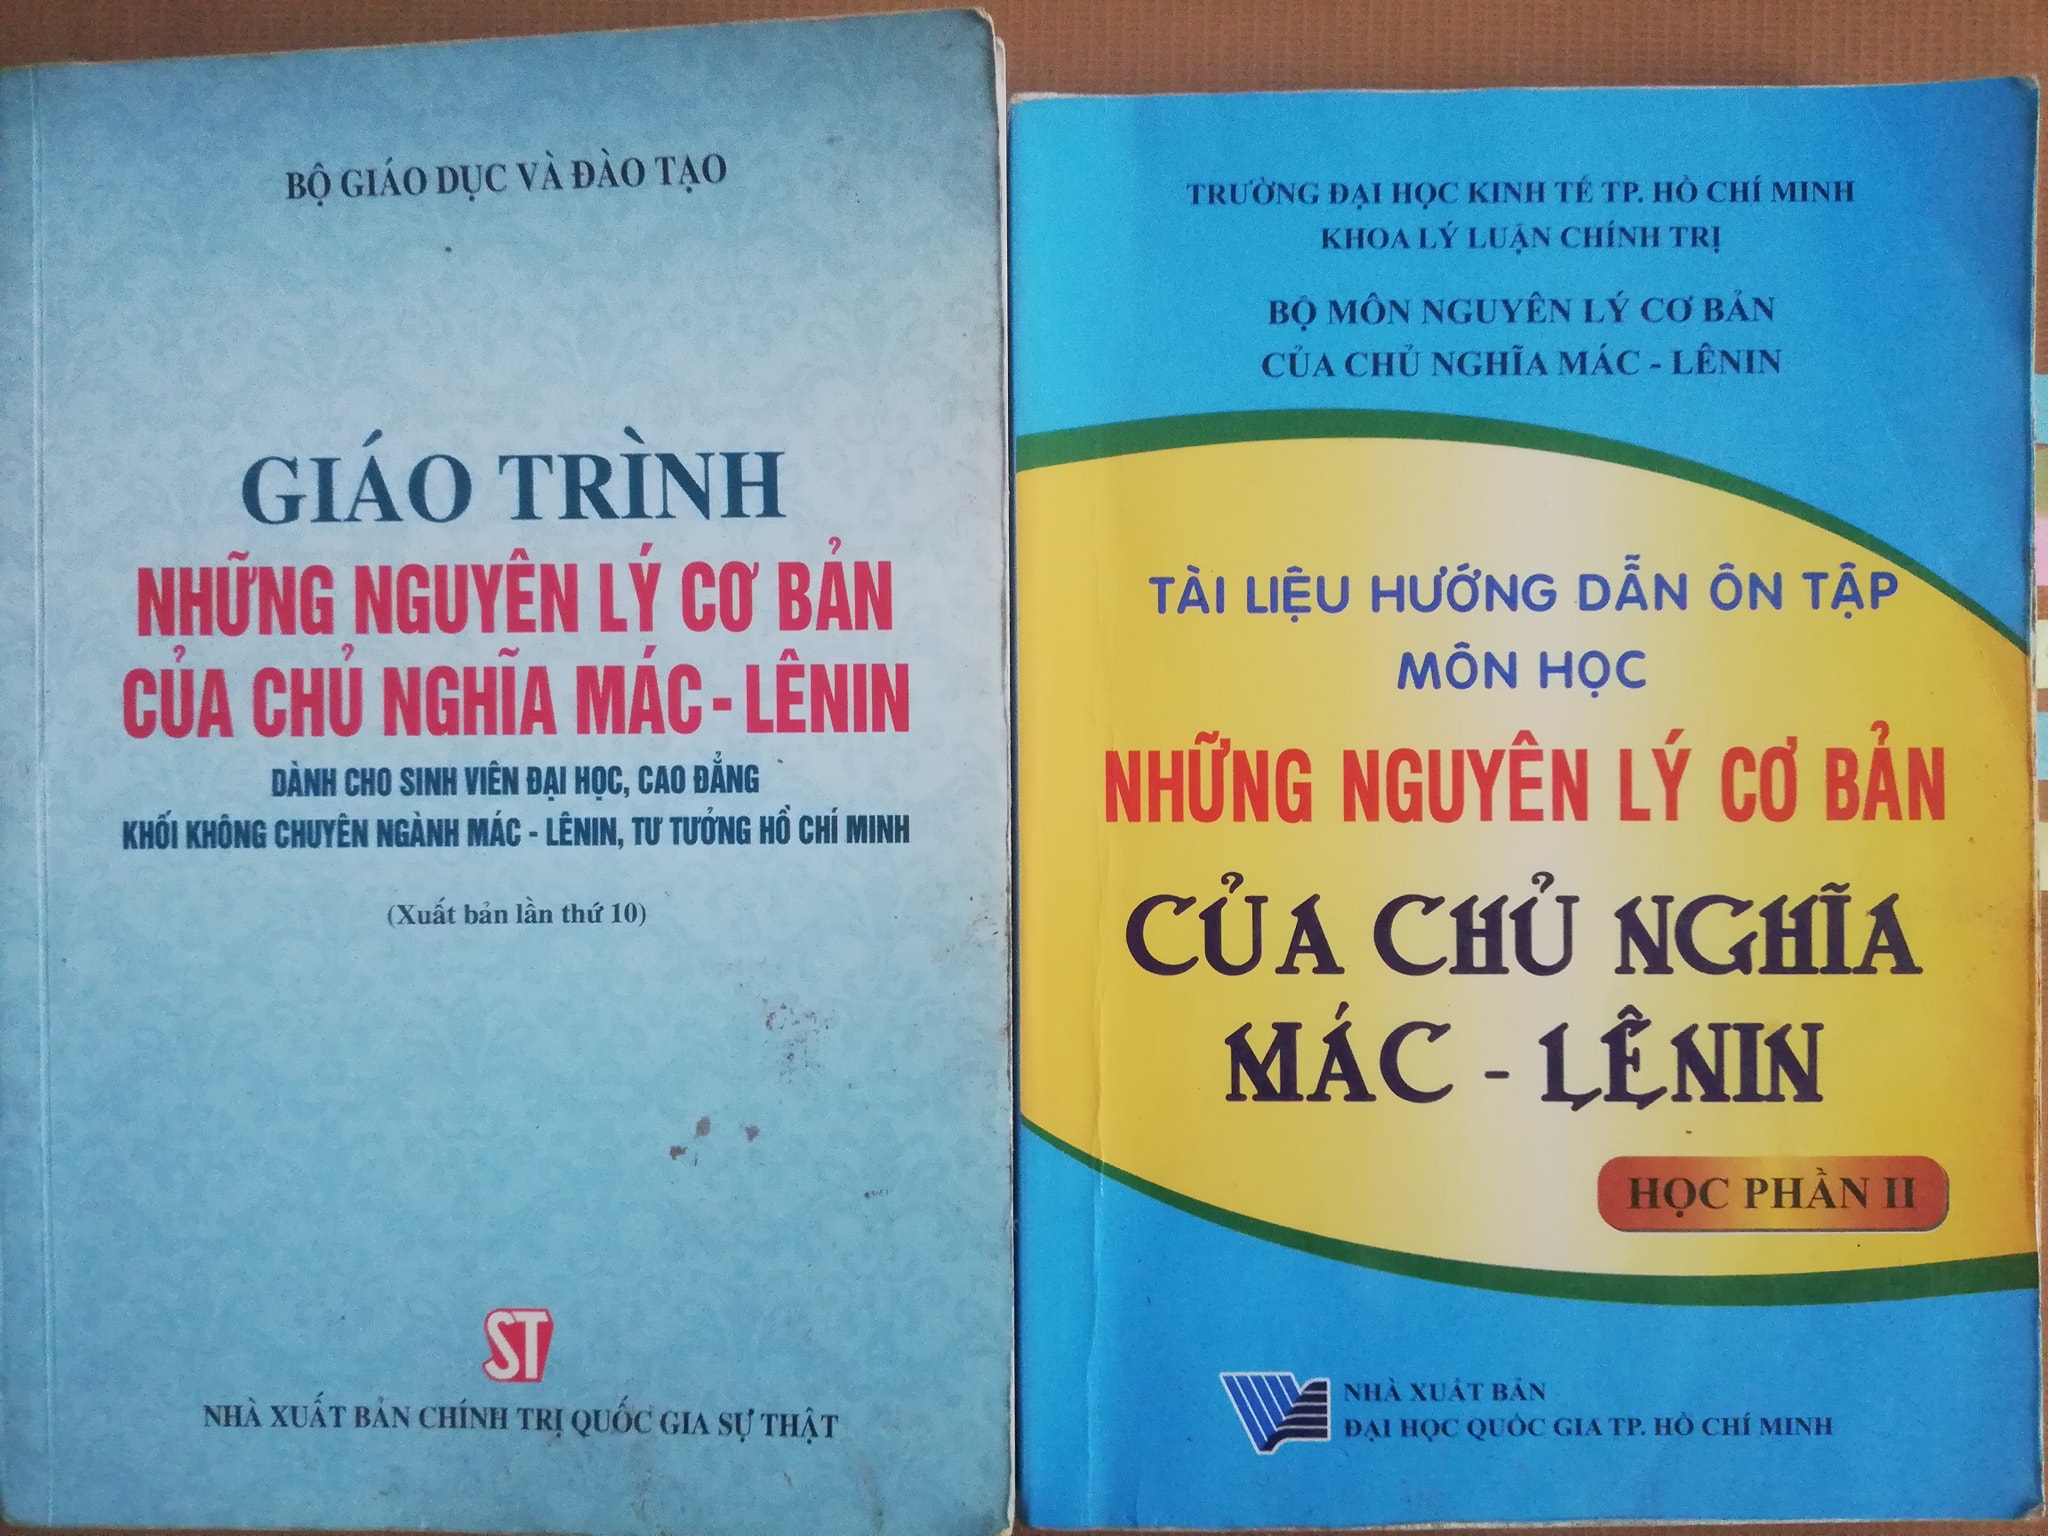 BỘ GIÁO DỤC VÀ ĐÀO TẠO
GIÁO TRÌNH
NHỮNG NGUYÊN LÝ CƠ BẢN
CỦA CHỦ NGHĨA MÁC - LÊNIN
DÀNH CHO SINH VIÊN ĐẠI HỌC, CAO ĐẲNG
KHỐI KHÔNG CHUYÊN NGÀNH MÁC - LÊNIN, TƯ TƯỞNG HỒ CHÍ MINH
(Xuất bản lần thứ 10)
ST
NHÀ XUẤT BẢN CHÍNH TRỊ QUỐC GIA SỰ THẬT
TRƯỜNG ĐẠI HỌC KINH TẾ TP. HỒ CHÍ MINH
KHOA LÝ LUẬN CHÍNH TRỊ
BỘ MÔN NGUYÊN LÝ CƠ BẢN
CỦA CHỦ NGHĨA MÁC - LÊNIN
TÀI LIỆU HƯỚNG DẪN ÔN TẬP
MÔN HỌC
NHỮNG NGUYÊN LÝ CƠ BẢN
CỦA CHỦ NGHĨA
MÁC - LÊNIN
HỌC PHẦN II
NHÀ XUẤT BẢN
ĐẠI HỌC QUỐC GIA TP. HỒ CHÍ MINH